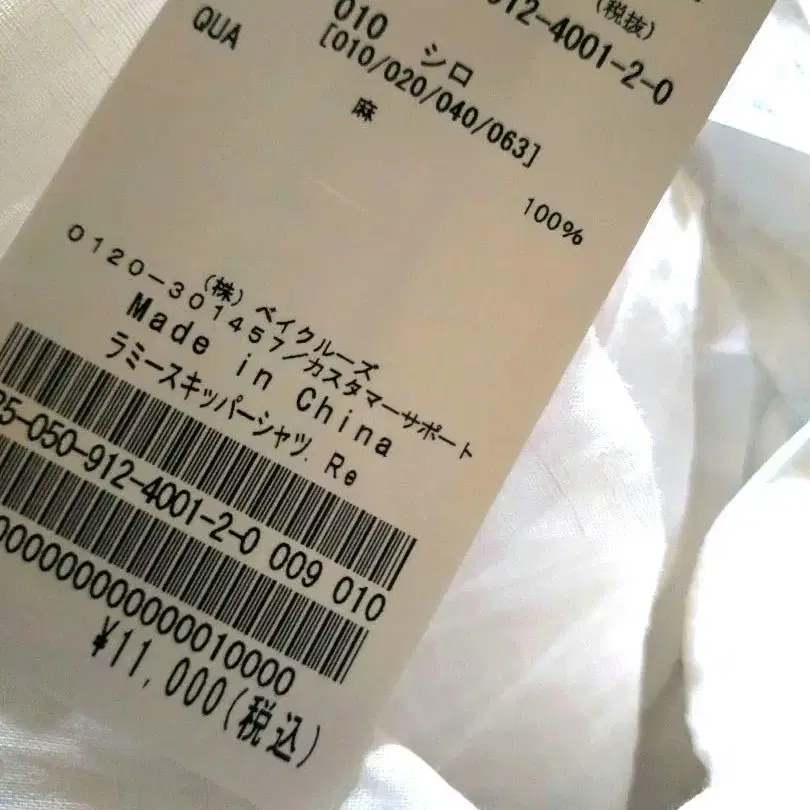 (税抜)
912-4001-2-0
010 シロ
QUA [010/020/040/063]
麻
100%
(株) ベイクルーズ
0120-301457/カスタマーサポート
Made in China
ラミースキッパーシャツ.Re
25-050-912-4001-2-0 009 010
0000000000000010000
¥11,000(税込)